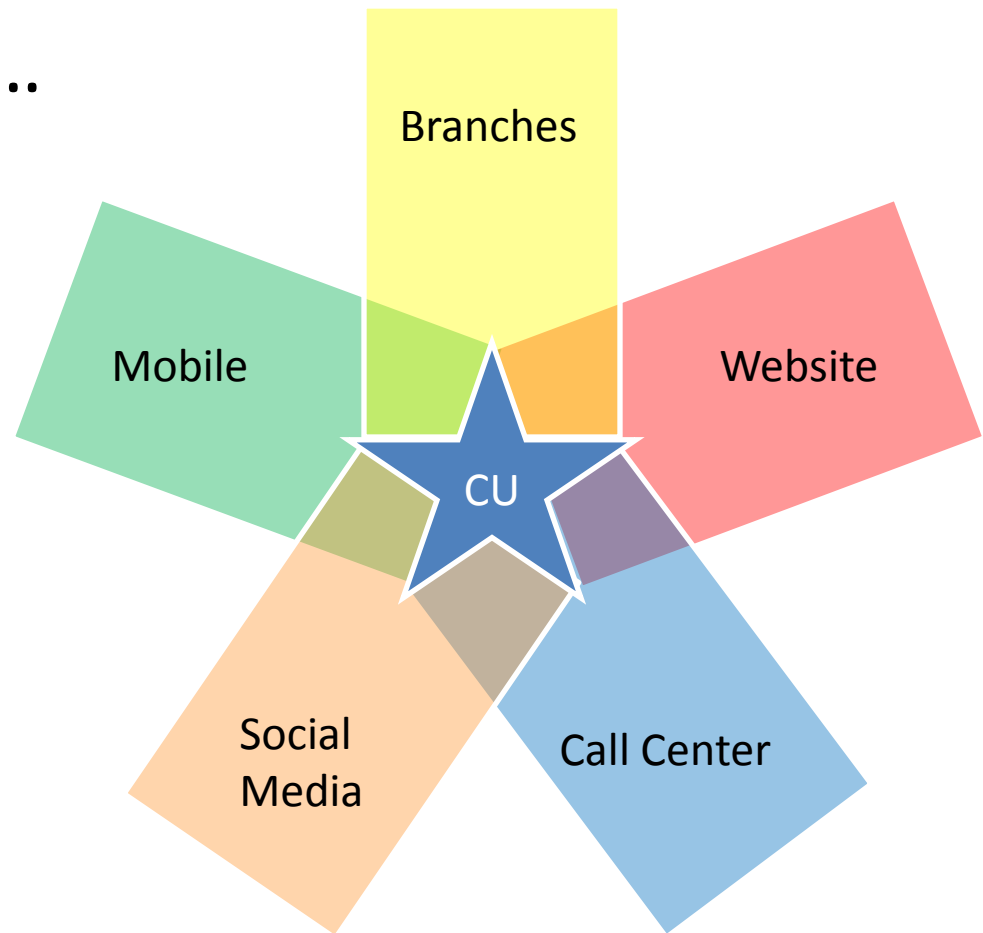 ..
Branches
Mobile
Website
CU
Social
Media
Call Center